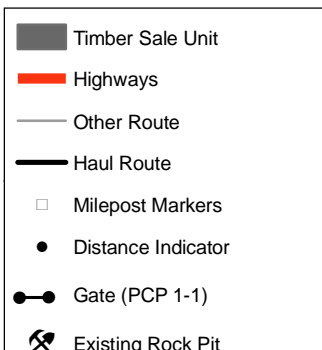 Timber Sale Unit
Highways
Other Route
Haul Route
Milepost Markers
Distance Indicator
Gate (PCP 1-1)
Existing Rock Pit